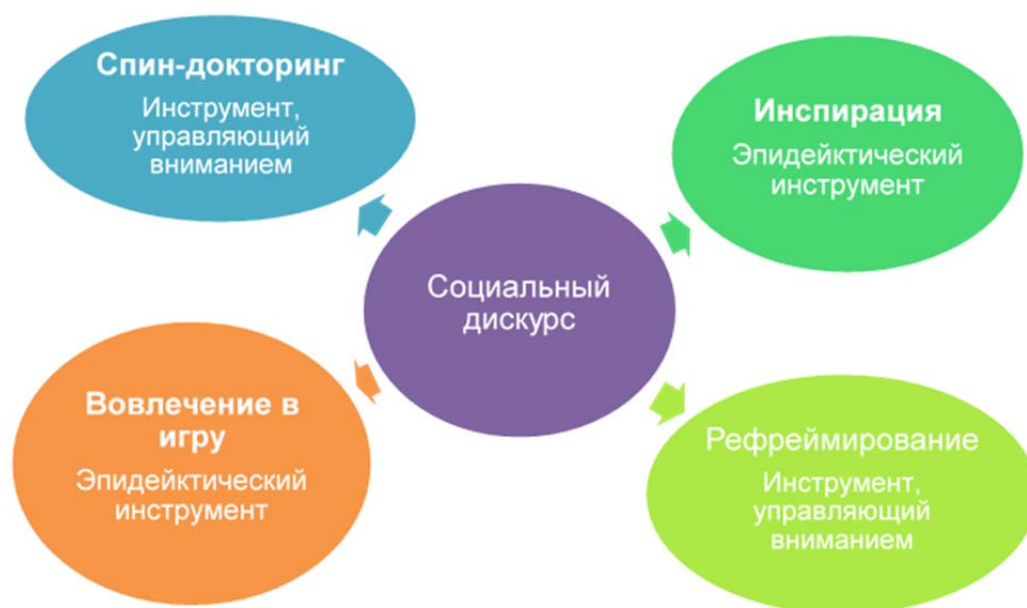 Спин-докторинг
Инструмент,
управляющий
вниманием
Инспирация
Эпидейктический
инструмент
Социальный
дискурс
Вовлечение в
игру
Эпидейктический
инструмент
Рефреймирование
Инструмент,
управляющий
вниманием